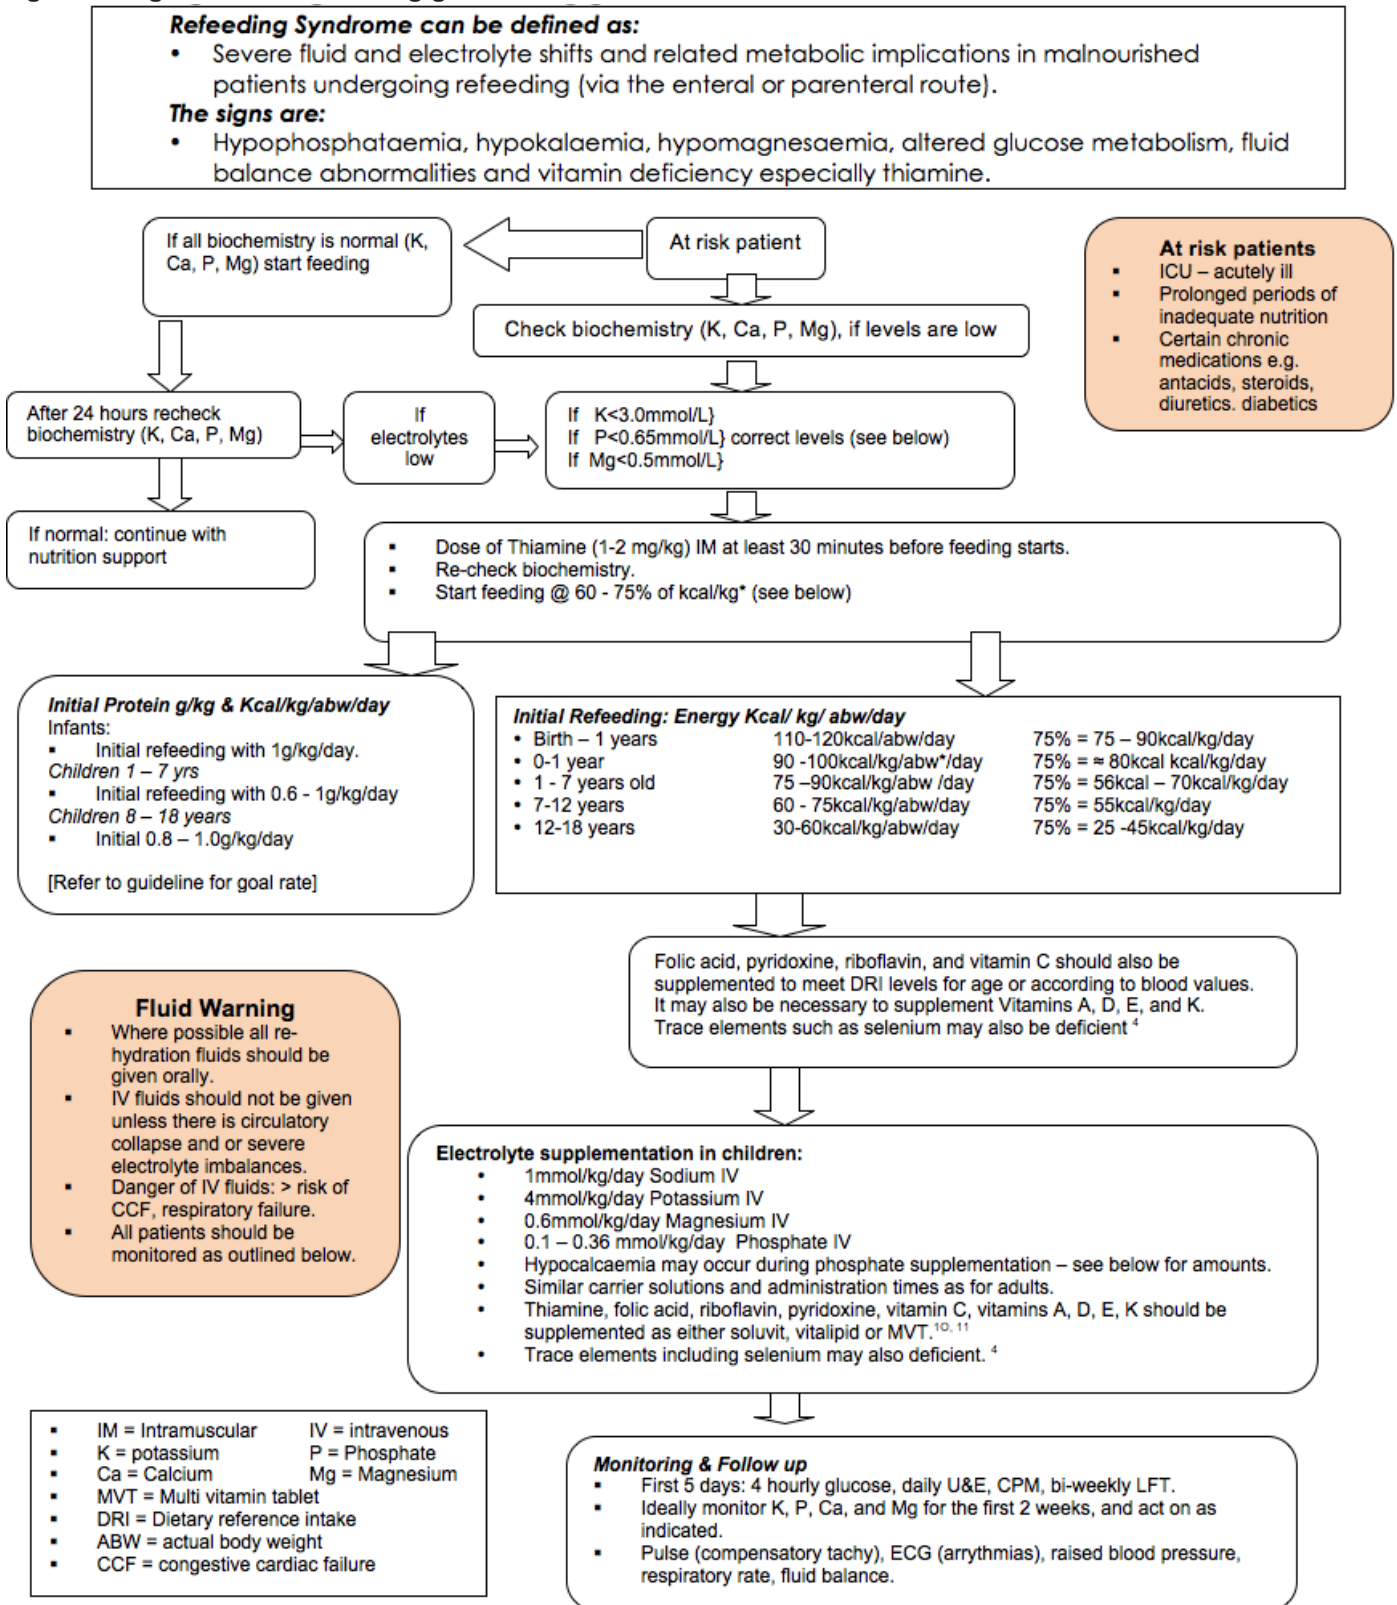 Refeeding Syndrome can be defined as:
• Severe fluid and electrolyte shifts and related metabolic implications in malnourished
patients undergoing refeeding (via the enteral or parenteral route).
The signs are:
• Hypophosphataemia, hypokalaemia, hypomagnesaemia, altered glucose metabolism, fluid
balance abnormalities and vitamin deficiency especially thiamine.
If all biochemistry is normal (K,
Ca, P, Mg) start feeding
At risk patient
At risk patients
▪ ICU – acutely ill
▪ Prolonged periods of
inadequate nutrition
▪ Certain chronic
medications e.g.
antacids, steroids,
diuretics. diabetics
Check biochemistry (K, Ca, P, Mg), if levels are low
After 24 hours recheck
biochemistry (K, Ca, P, Mg)
If
electrolytes
low
If K<3.0mmol/L}
If P<0.65mmol/L} correct levels (see below)
If Mg<0.5mmol/L}
If normal: continue with
nutrition support
▪ Dose of Thiamine (1-2 mg/kg) IM at least 30 minutes before feeding starts.
▪ Re-check biochemistry.
▪ Start feeding @ 60 - 75% of kcal/kg* (see below)
Initial Protein g/kg & Kcal/kg/abw/day
Infants:
▪ Initial refeeding with 1g/kg/day.
Children 1 – 7 yrs
▪ Initial refeeding with 0.6 - 1g/kg/day
Children 8 – 18 years
▪ Initial 0.8 – 1.0g/kg/day
[Refer to guideline for goal rate]
Initial Refeeding: Energy Kcal/ kg/ abw/day
• Birth – 1 years 110-120kcal/abw/day 75% = 75 – 90kcal/kg/day
• 0-1 year 90 -100kcal/kg/abw*/day 75% = ≈ 80kcal kcal/kg/day
• 1 - 7 years old 75 –90kcal/kg/abw /day 75% = 56kcal – 70kcal/kg/day
• 7-12 years 60 - 75kcal/kg/abw/day 75% = 55kcal/kg/day
• 12-18 years 30-60kcal/kg/abw/day 75% = 25 -45kcal/kg/day
Folic acid, pyridoxine, riboflavin, and vitamin C should also be
supplemented to meet DRI levels for age or according to blood values.
It may also be necessary to supplement Vitamins A, D, E, and K.
Trace elements such as selenium may also be deficient 4
Fluid Warning
▪ Where possible all re-
hydration fluids should be
given orally.
▪ IV fluids should not be given
unless there is circulatory
collapse and or severe
electrolyte imbalances.
▪ Danger of IV fluids: > risk of
CCF, respiratory failure.
▪ All patients should be
monitored as outlined below.
Electrolyte supplementation in children:
• 1mmol/kg/day Sodium IV
• 4mmol/kg/day Potassium IV
• 0.6mmol/kg/day Magnesium IV
• 0.1 – 0.36 mmol/kg/day Phosphate IV
• Hypocalcaemia may occur during phosphate supplementation – see below for amounts.
• Similar carrier solutions and administration times as for adults.
• Thiamine, folic acid, riboflavin, pyridoxine, vitamin C, vitamins A, D, E, K should be
supplemented as either soluvit, vitalipid or MVT.10, 11
• Trace elements including selenium may also deficient. 4
▪ IM = Intramuscular IV = intravenous
▪ K = potassium P = Phosphate
▪ Ca = Calcium Mg = Magnesium
▪ MVT = Multi vitamin tablet
▪ DRI = Dietary reference intake
▪ ABW = actual body weight
▪ CCF = congestive cardiac failure
Monitoring & Follow up
▪ First 5 days: 4 hourly glucose, daily U&E, CPM, bi-weekly LFT.
▪ Ideally monitor K, P, Ca, and Mg for the first 2 weeks, and act on as
indicated.
▪ Pulse (compensatory tachy), ECG (arrythmias), raised blood pressure,
respiratory rate, fluid balance.